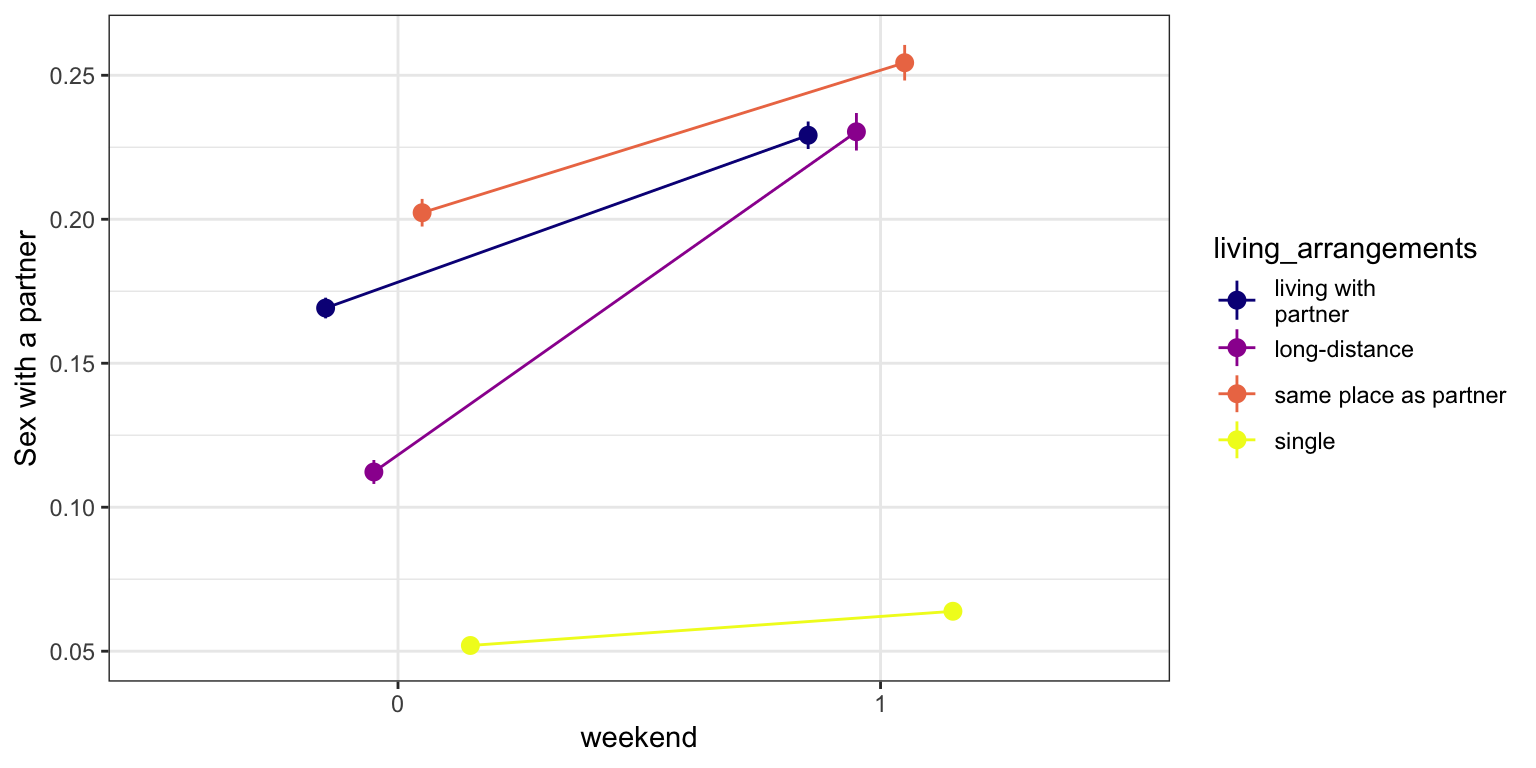 0.25
0.20
0.15
0.10
0.05
Sex with a partner
0
1
weekend
living_arrangements
living with
partner
long-distance
same place as partner
single